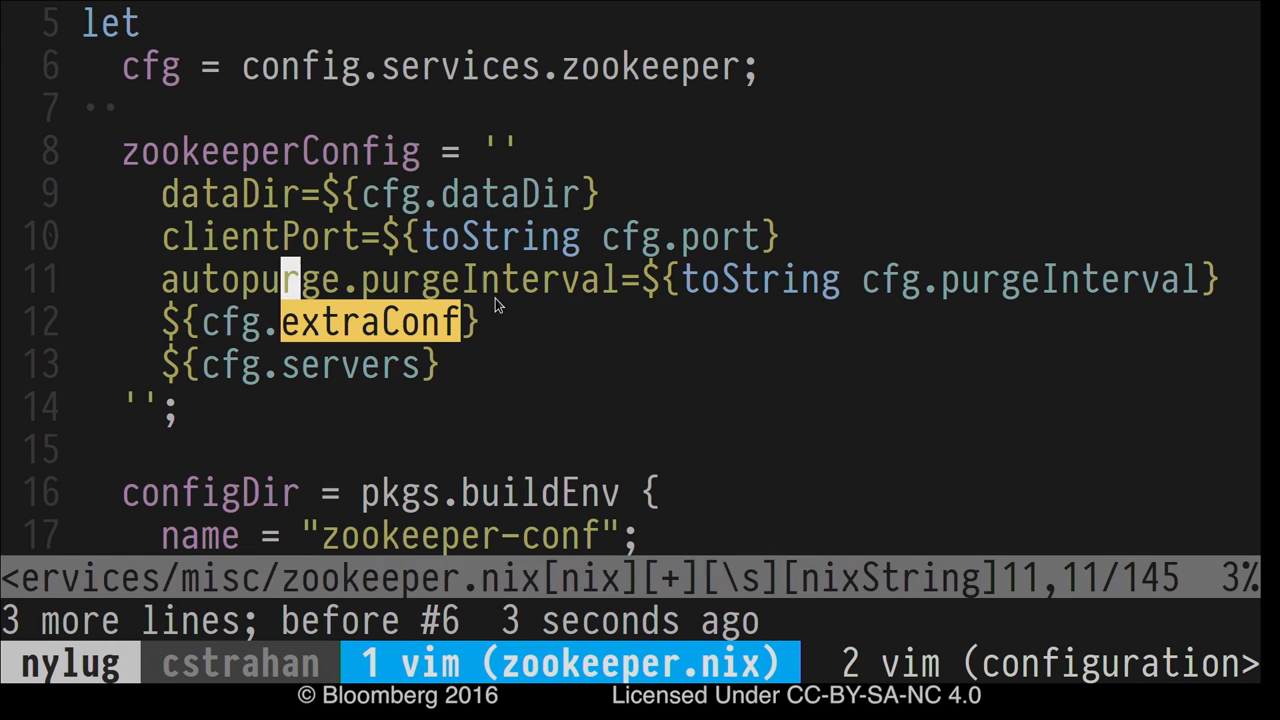 5 let
6 cfg = config.services.zookeeper;
7 ··
8 zookeeperConfig = ''
9 dataDir=${cfg.dataDir}
10 clientPort=${toString cfg.port}
11 autopurge.purgeInterval=${toString cfg.purgeInterval}
12 ${cfg.extraConf}
13 ${cfg.servers}
14 '';
15
16 configDir = pkgs.buildEnv {
17 name = "zookeeper-conf";
<ervices/misc/zookeeper.nix[nix][+][\s][nixString]11,11/145 3%
3 more lines; before #6 3 seconds ago
nylug cstrahan 1 vim (zookeeper.nix) 2 vim (configuration>
© Bloomberg 2016 Licensed Under CC-BY-SA-NC 4.0